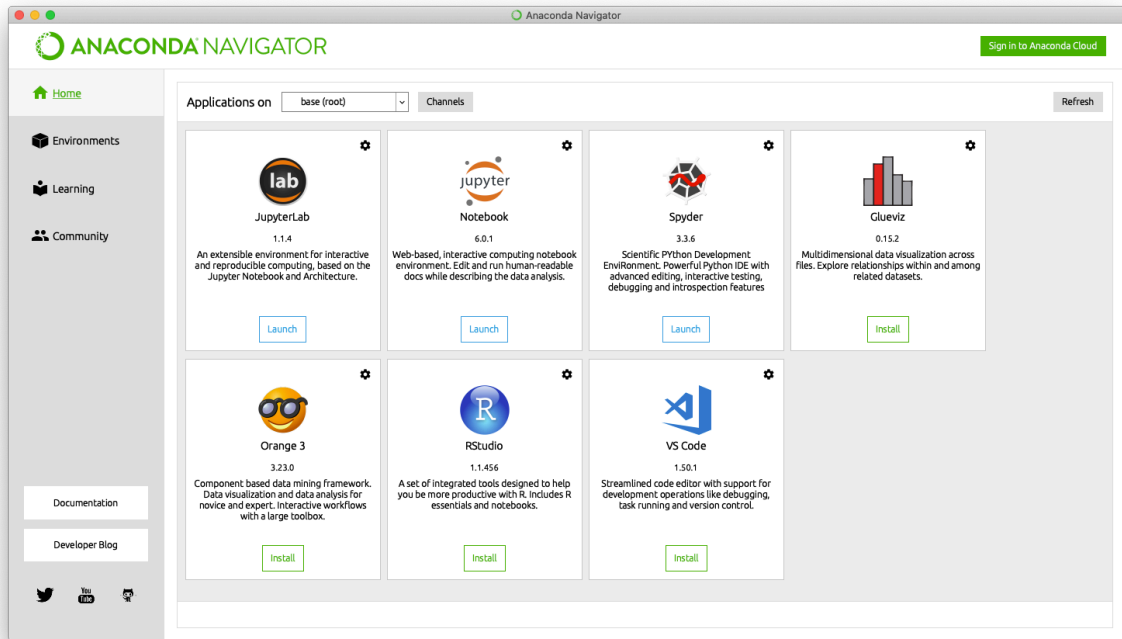 Anaconda Navigator
ANACONDA NAVIGATOR
Sign in to Anaconda Cloud
Home
Environments
Learning
Community
Documentation
Developer Blog
You
Tube
Applications on
base (root)
Channels
Refresh
lab
JupyterLab
1.1.4
An extensible environment for interactive
and reproducible computing, based on the
Jupyter Notebook and Architecture.
Launch
jupyter
Notebook
6.0.1
Web-based, interactive computing notebook
environment. Edit and run human-readable
docs while describing the data analysis.
Launch
Spyder
3.3.6
Scientific PYthon Development
EnviRonment. Powerful Python IDE with
advanced editing, interactive testing,
debugging and introspection features
Launch
Glueviz
0.15.2
Multidimensional data visualization across
files. Explore relationships within and among
related datasets.
Install
Orange 3
3.23.0
Component based data mining framework.
Data visualization and data analysis for
novice and expert. Interactive workflows
with a large toolbox.
Install
R
RStudio
1.1.456
A set of integrated tools designed to help
you be more productive with R. Includes R
essentials and notebooks.
Install
VS Code
1.50.1
Streamlined code editor with support for
development operations like debugging,
task running and version control.
Install